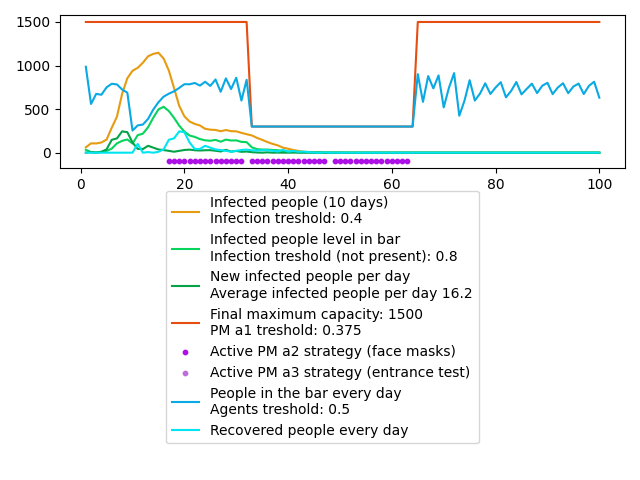 1500
1000
500
0
0 20 40 60 80 100
Infected people (10 days)
Infection treshold: 0.4
Infected people level in bar
Infection treshold (not present): 0.8
New infected people per day
Average infected people per day 16.2
Final maximum capacity: 1500
PM a1 treshold: 0.375
Active PM a2 strategy (face masks)
Active PM a3 strategy (entrance test)
People in the bar every day
Agents treshold: 0.5
Recovered people every day